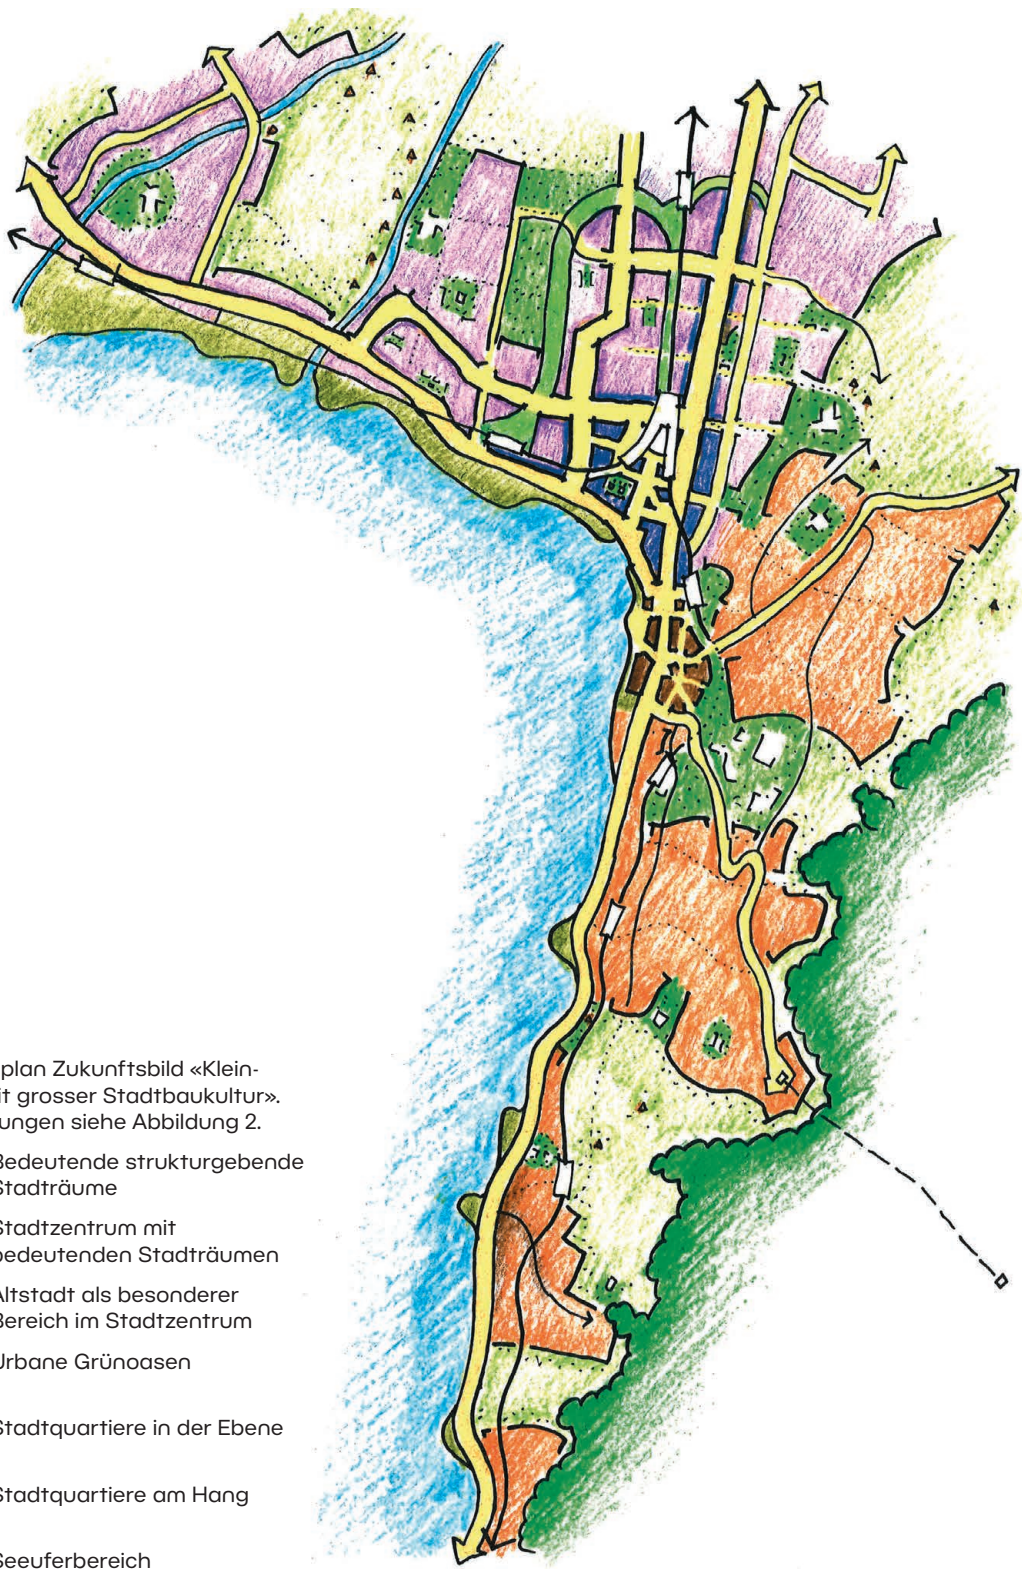 plan Zukunftsbild «Klein-
it grosser Stadtbaukultur».
ungen siehe Abbildung 2.
Bedeutende strukturgebende
Stadträume
Stadtzentrum mit
bedeutenden Stadträumen
Altstadt als besonderer
Bereich im Stadtzentrum
Urbane Grünoasen
Stadtquartiere in der Ebene
Stadtquartiere am Hang
Seeuferbereich